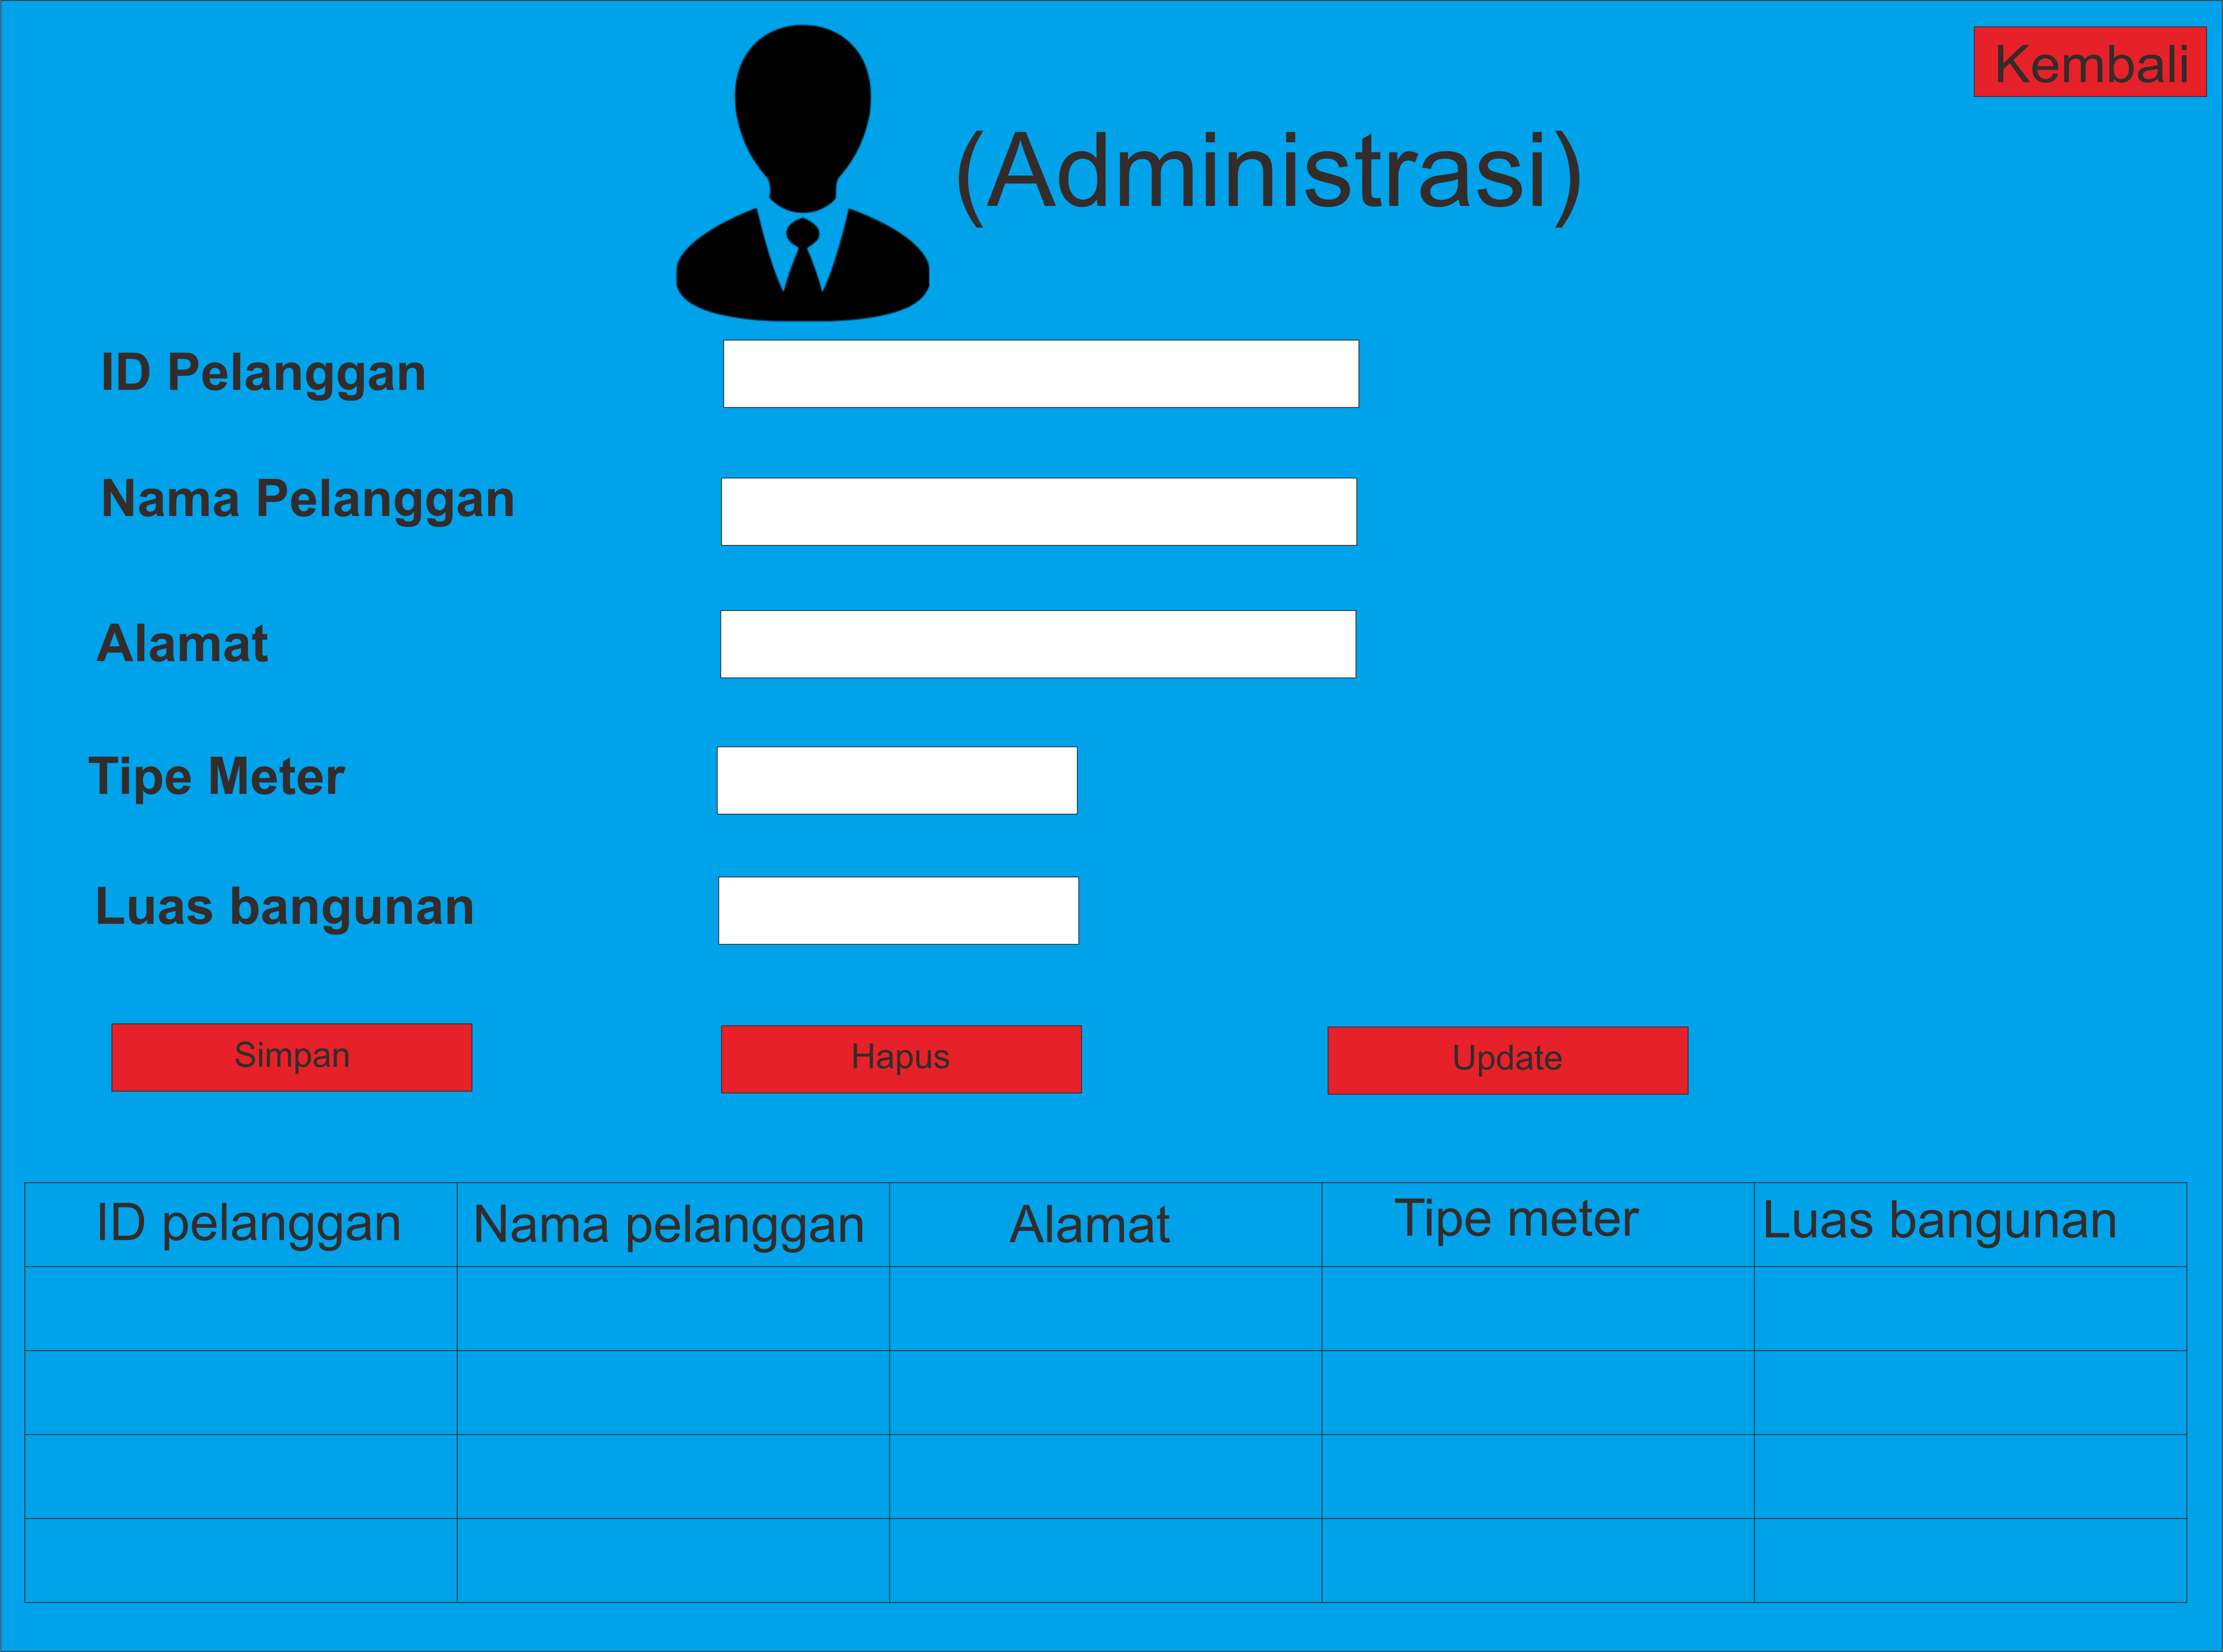 Kembali
(Administrasi)
ID Pelanggan
Nama Pelanggan
Alamat
Tipe Meter
Luas bangunan
Simpan Hapus Update
ID pelanggan Nama pelanggan Alamat Tipe meter Luas bangunan